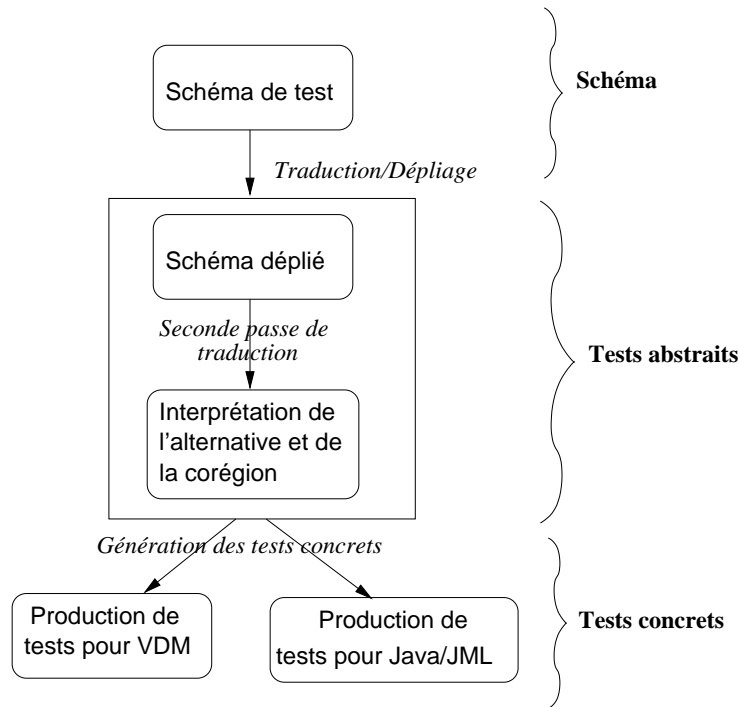 Schéma de test
Schéma
Traduction/Dépliage
Schéma déplié
Seconde passe de
traduction
Tests abstraits
Interprétation de
l'alternative et de
la corégion
Génération des tests concrets
Production de
tests pour VDM
Production de
tests pour Java/JML
Tests concrets